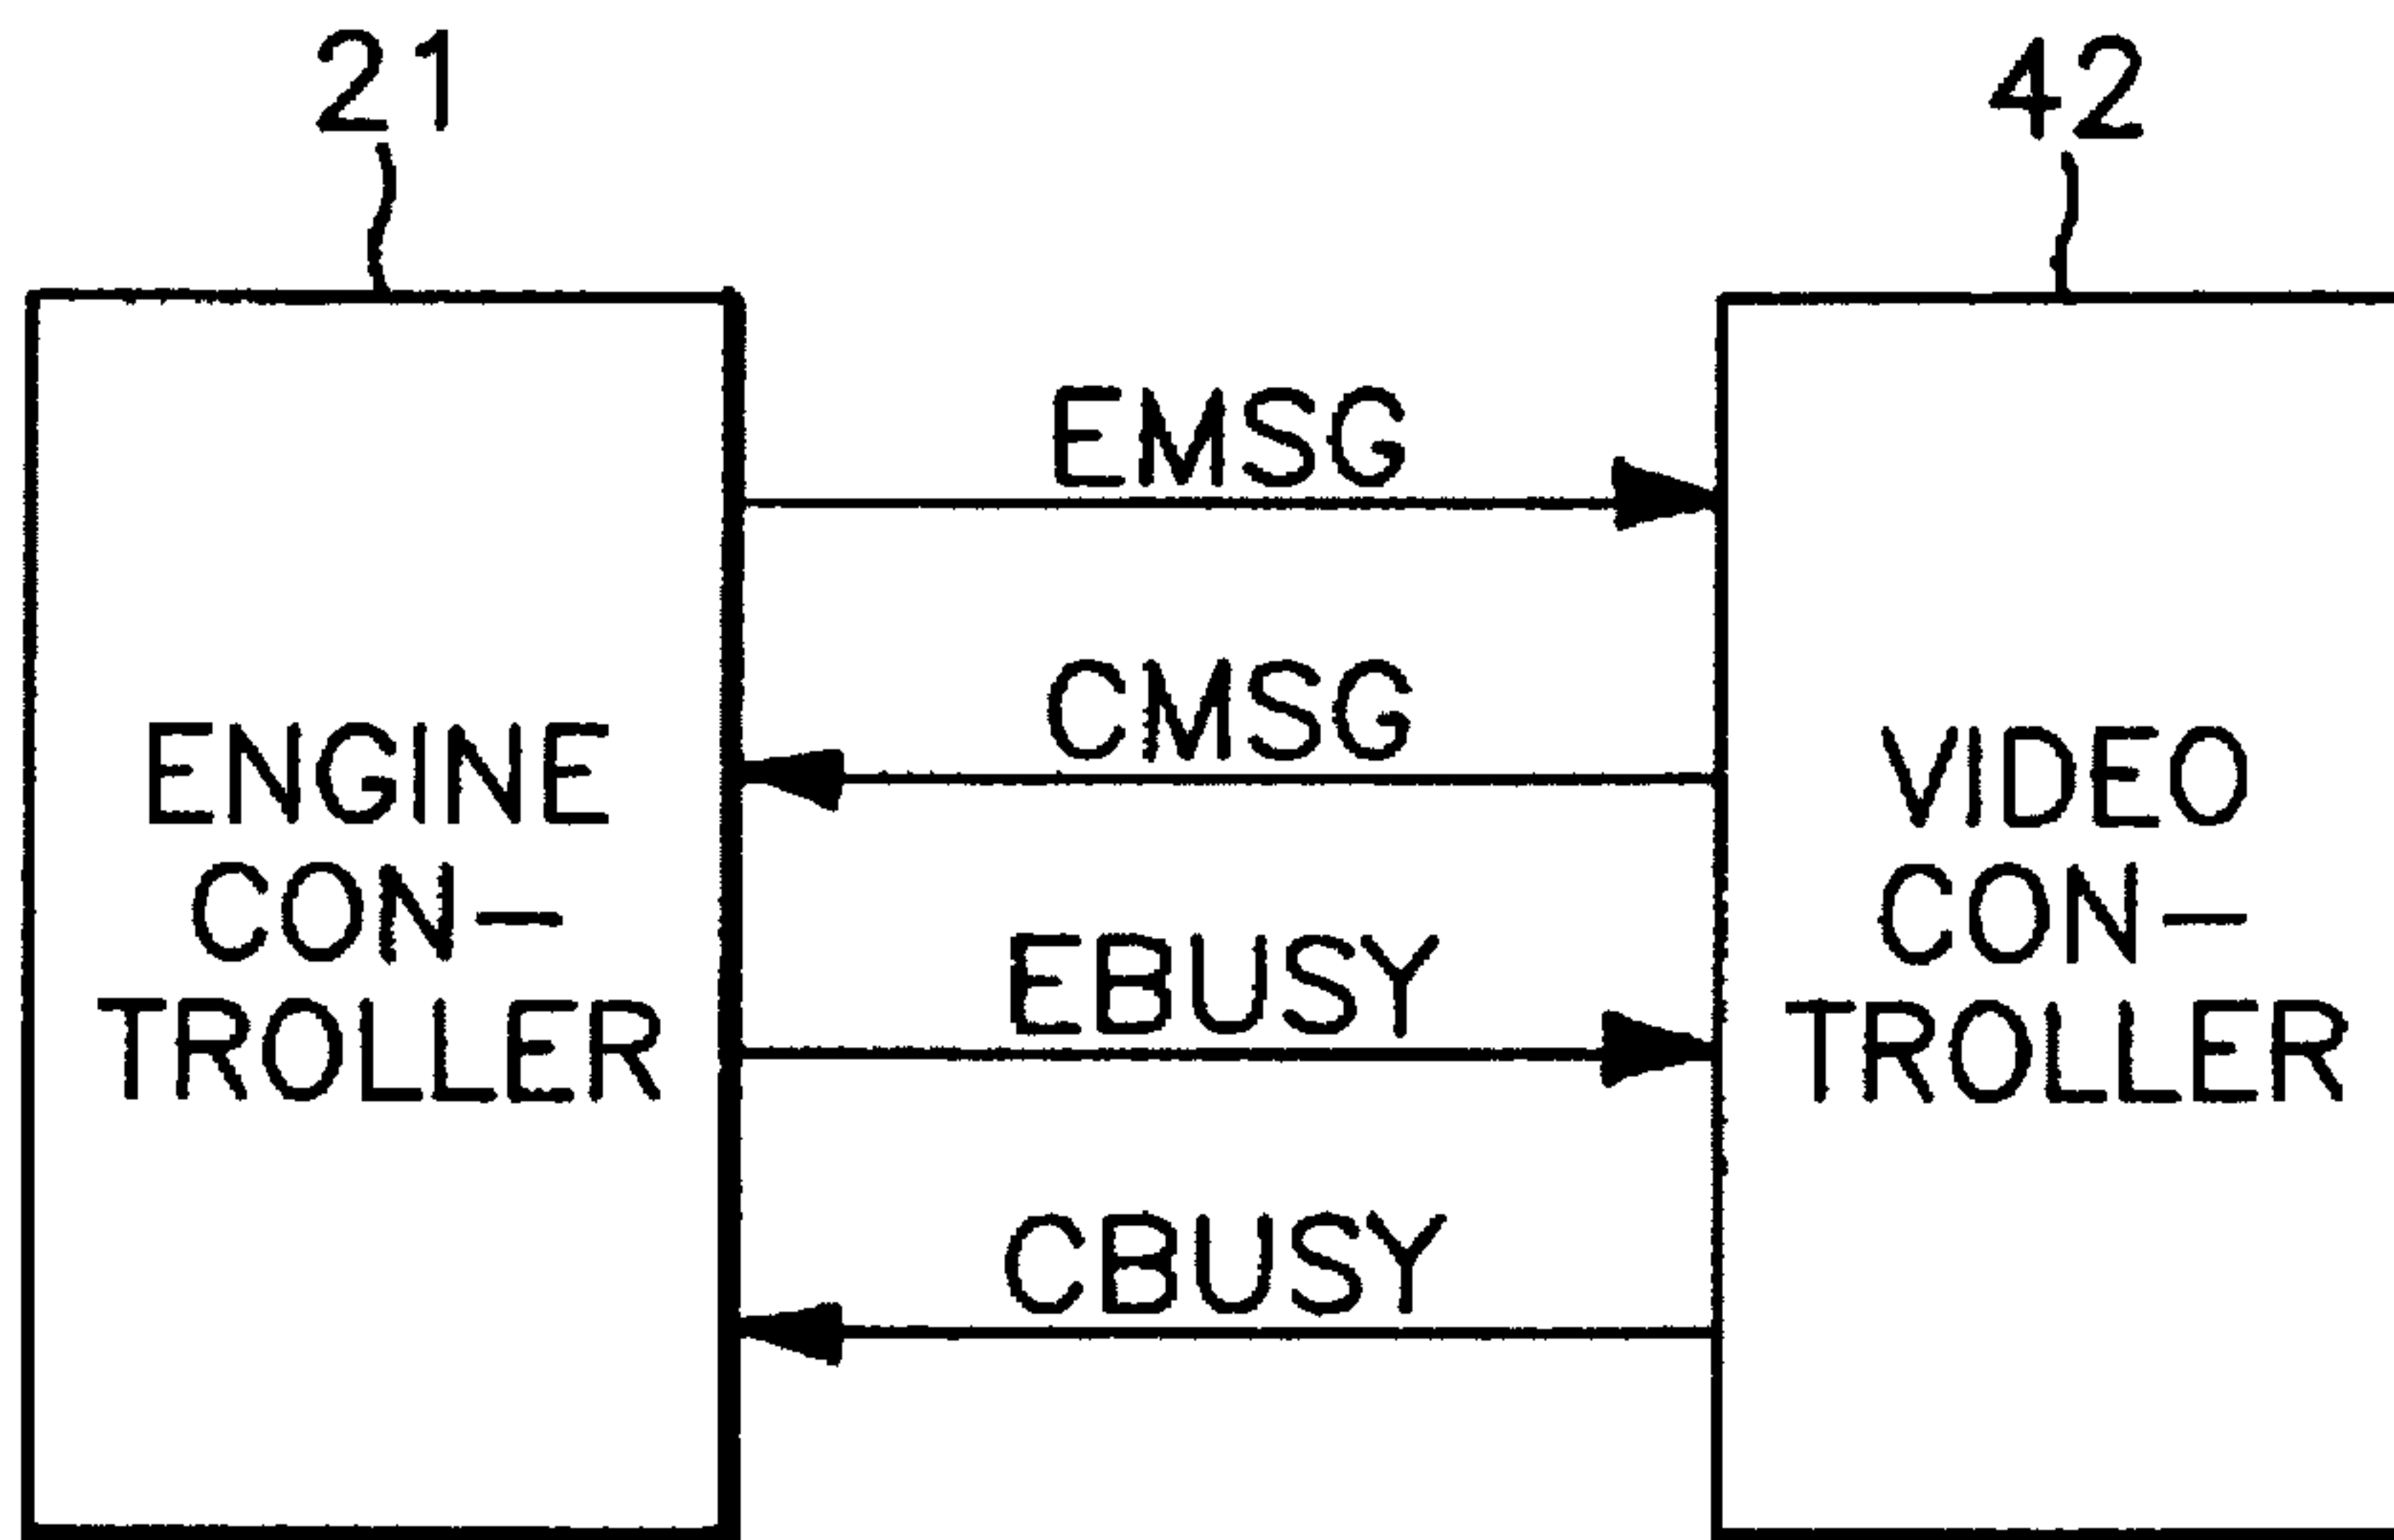 21
42
EMSG
CMSG
EBUSY
CBUSY
ENGINE
CON-
TROLLER
VIDEO
CON-
TROLLER